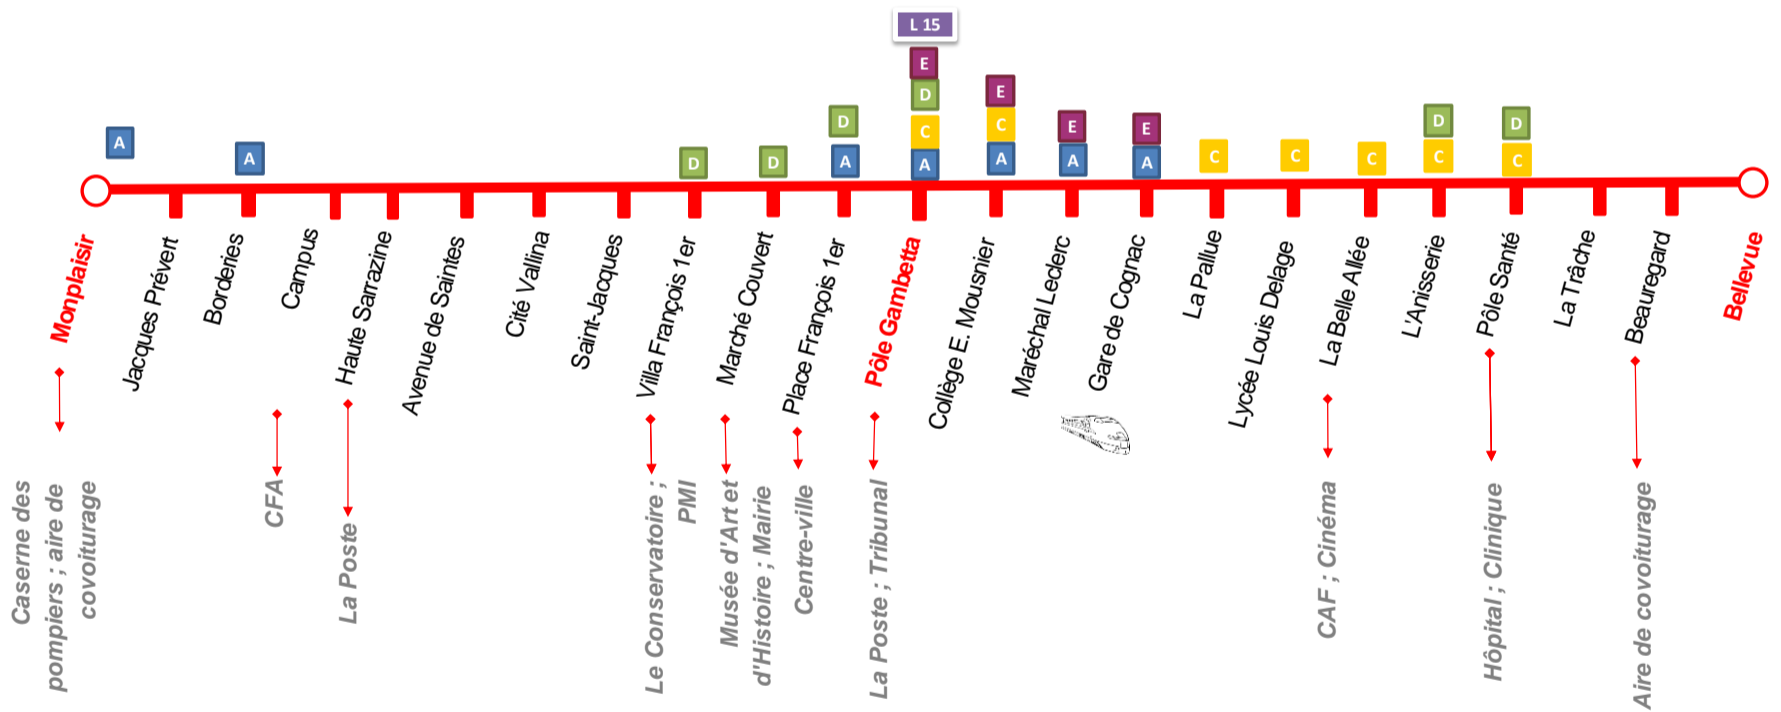 L 15
E
D
C
A
A
A
D
D
D
A
E
C
A
E
A
E
A
C
C
C
D
C
D
C
Monplaisir
Jacques Prévert
Borderies
Campus
Haute Sarrazine
Avenue de Saintes
Cité Vallina
Saint-Jacques
Villa François 1er
Marché Couvert
Place François 1er
Pôle Gambetta
Collège E. Mousnier
Maréchal Leclerc
Gare de Cognac
La Pallue
Lycée Louis Delage
La Belle Allée
L'Anisserie
Pôle Santé
La Trâche
Beauregard
Bellevue
Caserne des
pompiers ; aire de
covoiturage
CFA
La Poste
Le Conservatoire ;
PMI
Musée d'Art et
d'Histoire ; Mairie
Centre-ville
La Poste ; Tribunal
CAF ; Cinéma
Hôpital ; Clinique
Aire de covoiturage